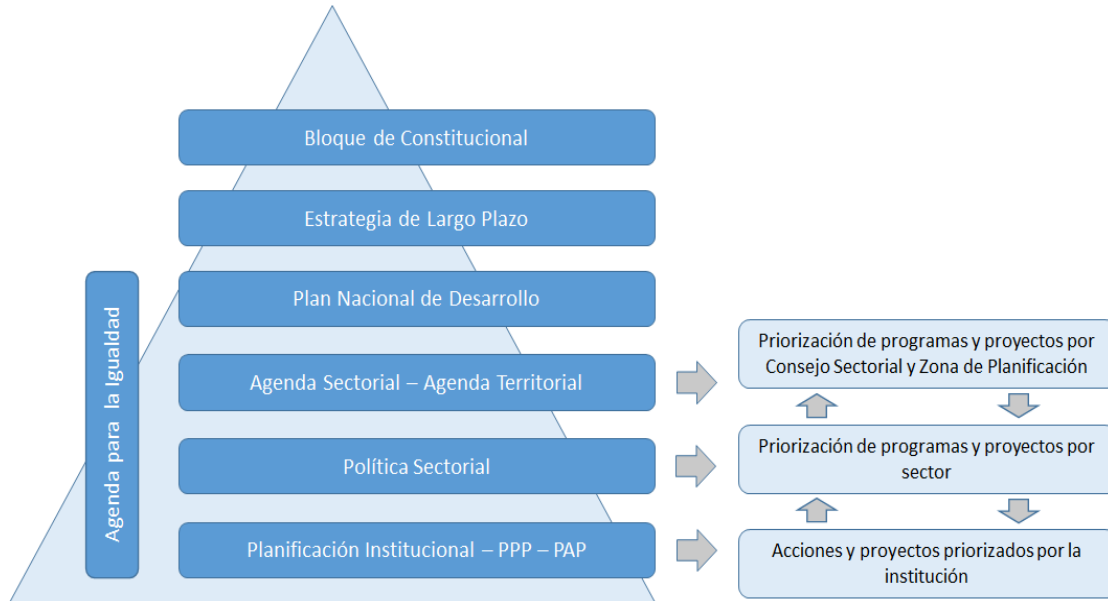 Bloque de Constitucional
Estrategia de Largo Plazo
Plan Nacional de Desarrollo
Agenda Sectorial – Agenda Territorial
Política Sectorial
Planificación Institucional – PPP – PAP
Agenda para la Igualdad
Priorización de programas y proyectos por
Consejo Sectorial y Zona de Planificación
Priorización de programas y proyectos por
sector
Acciones y proyectos priorizados por la
institución